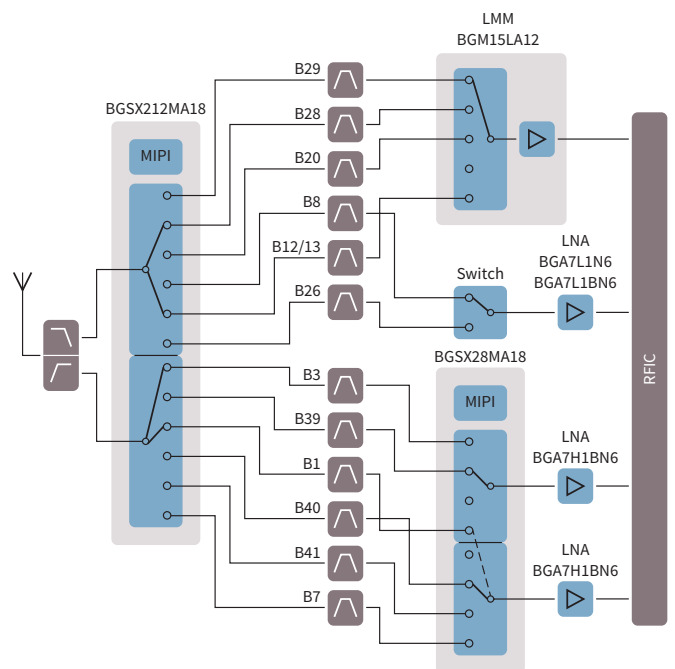 LMM
BGM15LA12
BGSX212MA18
MIPI
B29
B28
B20
B8
B12/13
B26
Switch
LNA
BGA7L1N6
BGA7L1BN6
BGSX28MA18
MIPI
B3
B39
B1
B40
B41
B7
LNA
BGA7H1BN6
LNA
BGA7H1BN6
RFIC